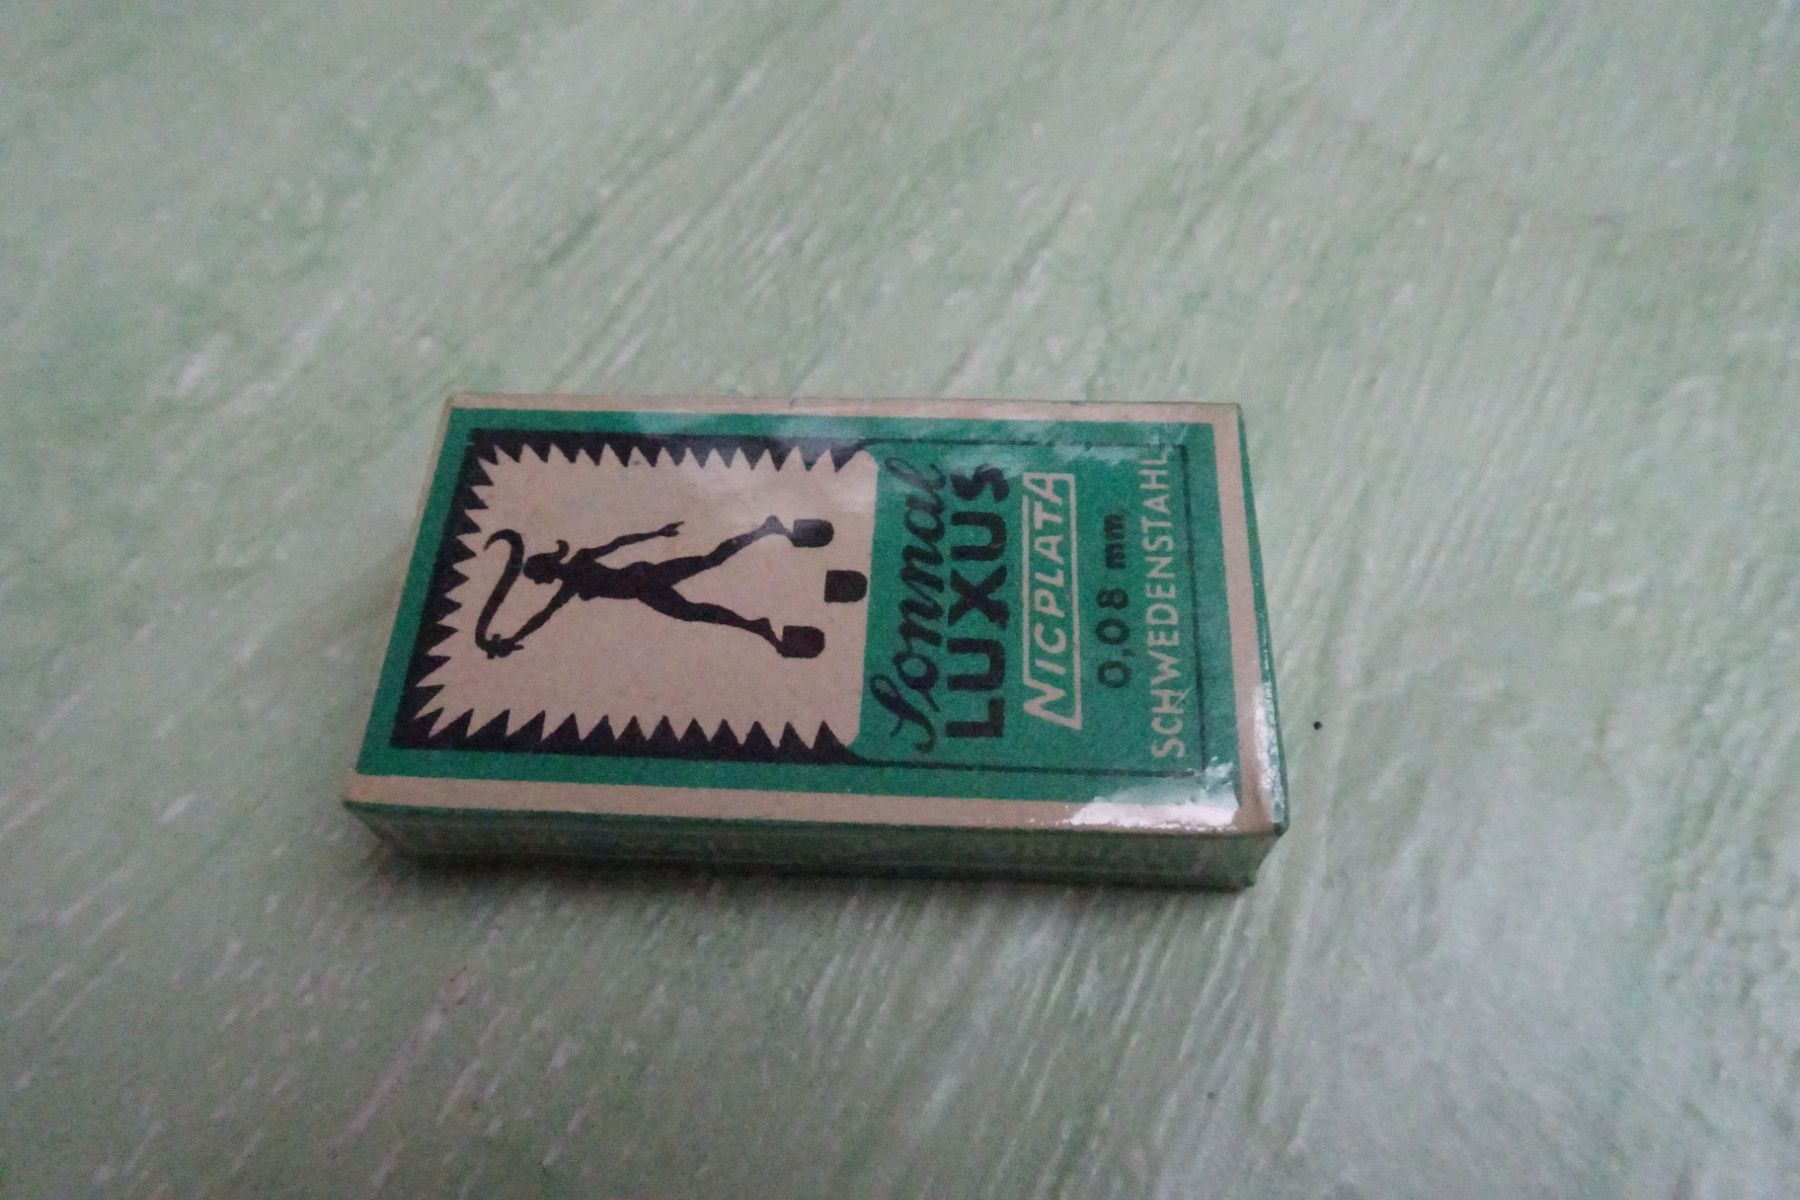 Sonnal
LUXUS
NICPLATA
0,08 mm
SCHWEDENSTAHL